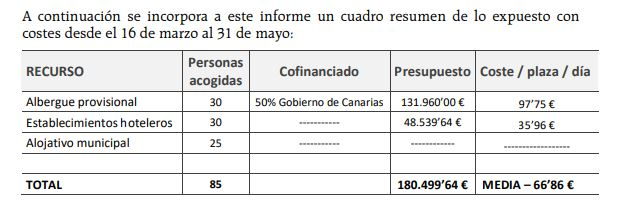 A continuación se incorpora a este informe un cuadro resumen de lo expuesto con
costes desde el 16 de marzo al 31 de mayo:
RECURSO Personas acogidas Cofinanciado Presupuesto Coste / plaza / día
Albergue provisional 30 50% Gobierno de Canarias 131.960’00 € 97’75 €
Establecimientos hoteleros 30 ----------- 48.539’64 € 35’96 €
Alojativo municipal 25 ----------- ------------ ------------------
TOTAL 85 180.499’64 € MEDIA – 66’86 €